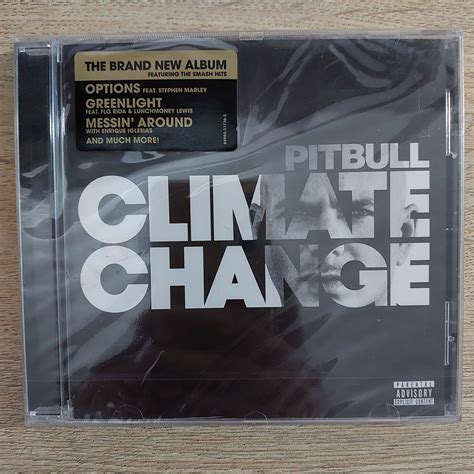 THE BRAND NEW ALBUM
FEATURING THE SMASH HITS
OPTIONS FEAT. STEPHEN MARLEY
GREENLIGHT
FEAT. FLO RIDA & LUNCHMONEY LEWIS
MESSIN' AROUND
WITH ENRIQUE IGLESIAS
AND MUCH MORE!
PITBULL
CLIMATE
CHANGE
PARENTAL
ADVISORY
EXPLICIT CONTENT